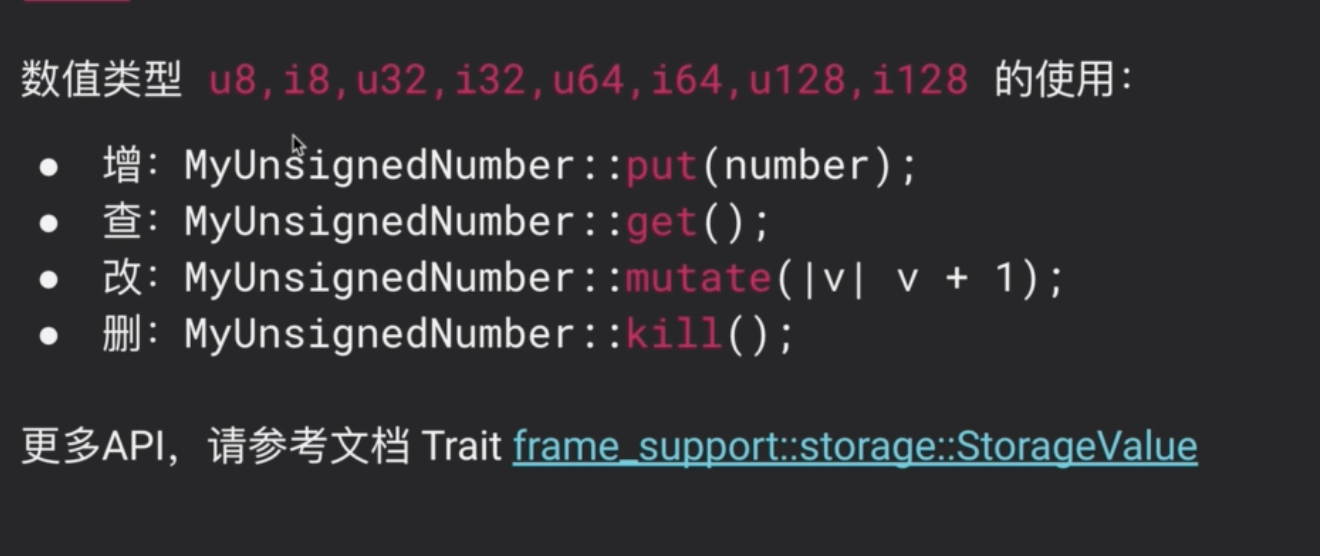 数值类型 u8,i8,u32,i32,u64,i64,u128,i128 的使用：
● 增：MyUnsignedNumber::put(number);
● 查：MyUnsignedNumber::get();
● 改：MyUnsignedNumber::mutate(|v| v + 1);
● 删：MyUnsignedNumber::kill();
更多API，请参考文档 Trait frame_support::storage::StorageValue